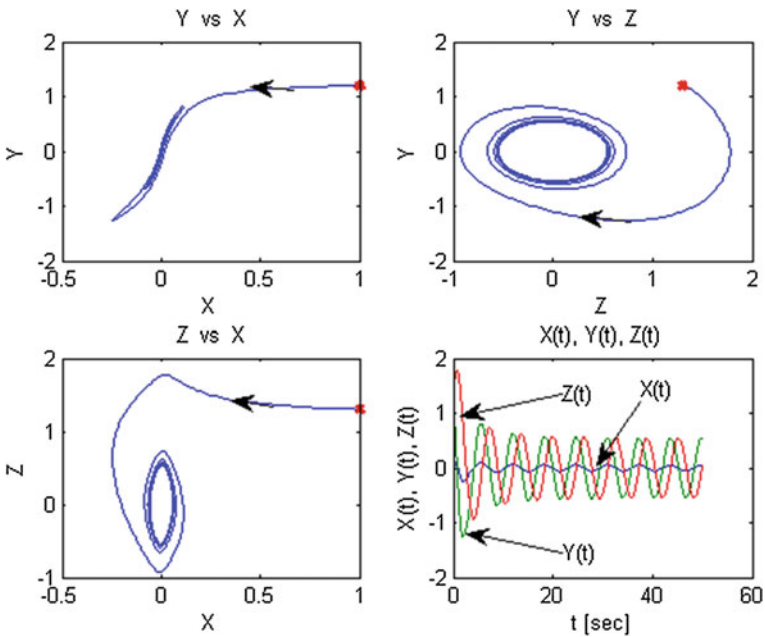 Y vs X
2
1
0
-1
-2
-0.5
0
0.5
1
Y
X
Y vs Z
2
1
0
-1
-2
-1
0
1
2
Y
Z
Z vs X
2
1
0
-1
-0.5
0
0.5
1
Z
X
X(t), Y(t), Z(t)
2
1
0
-1
-2
0
20
40
60
X(t), Y(t), Z(t)
t [sec]
Z(t)
X(t)
Y(t)